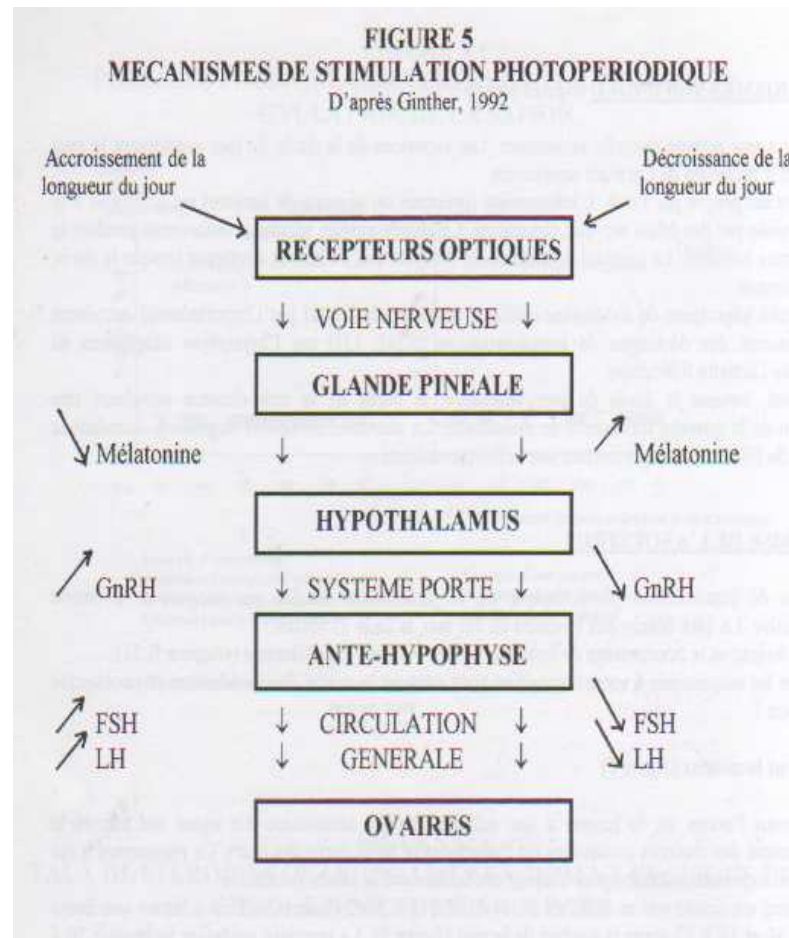 FIGURE 5
MECANISMES DE STIMULATION PHOTOPERIODIQUE
D'après Ginther, 1992
Accroissement de la
longueur du jour
Décroissance de la
longueur du jour
RECEPTEURS OPTIQUES
VOIE NERVEUSE
GLANDE PINEALE
Mélatonine
Mélatonine
HYPOTHALAMUS
GnRH
SYSTEME PORTE
GnRH
ANTE-HYPOPHYSE
FSH
CIRCULATION
FSH
LH
GENERALE
LH
OVAIRES